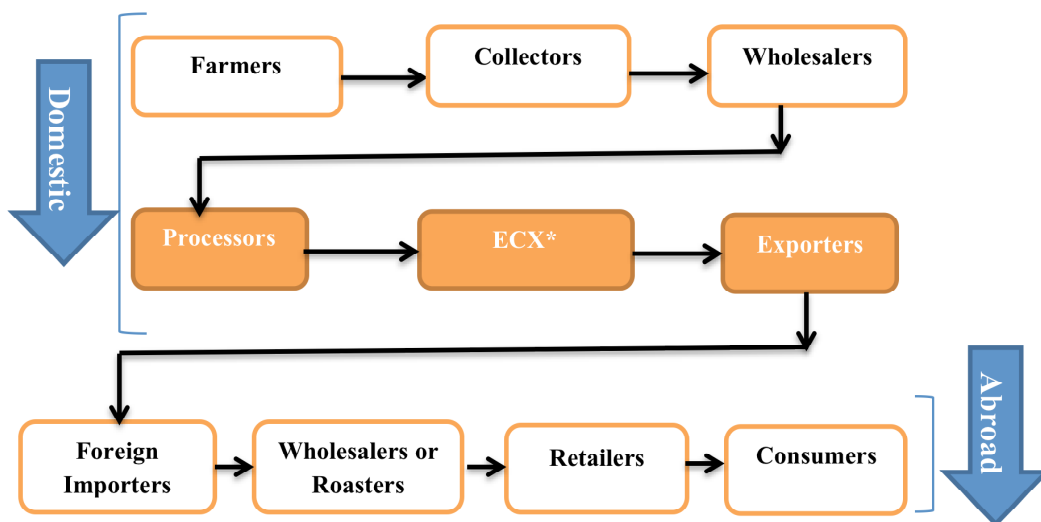 Farmers
Collectors
Wholesalers
Domestic
Processors
ECX*
Exporters
Abroad
Foreign
Importers
Wholesalers or
Roasters
Retailers
Consumers